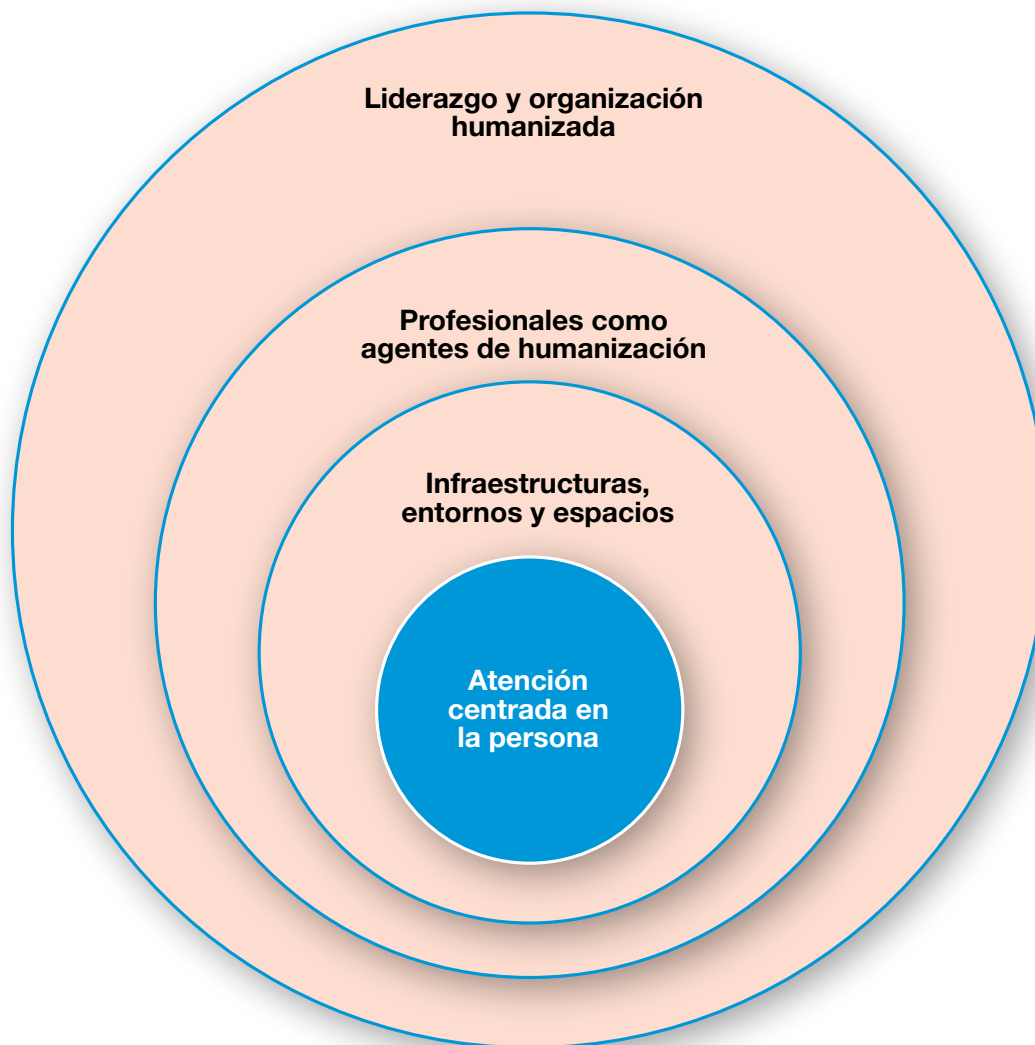 Liderazgo y organización
humanizada
Profesionales como
agentes de humanización
Infraestructuras,
entornos y espacios
Atención
centrada en
la persona